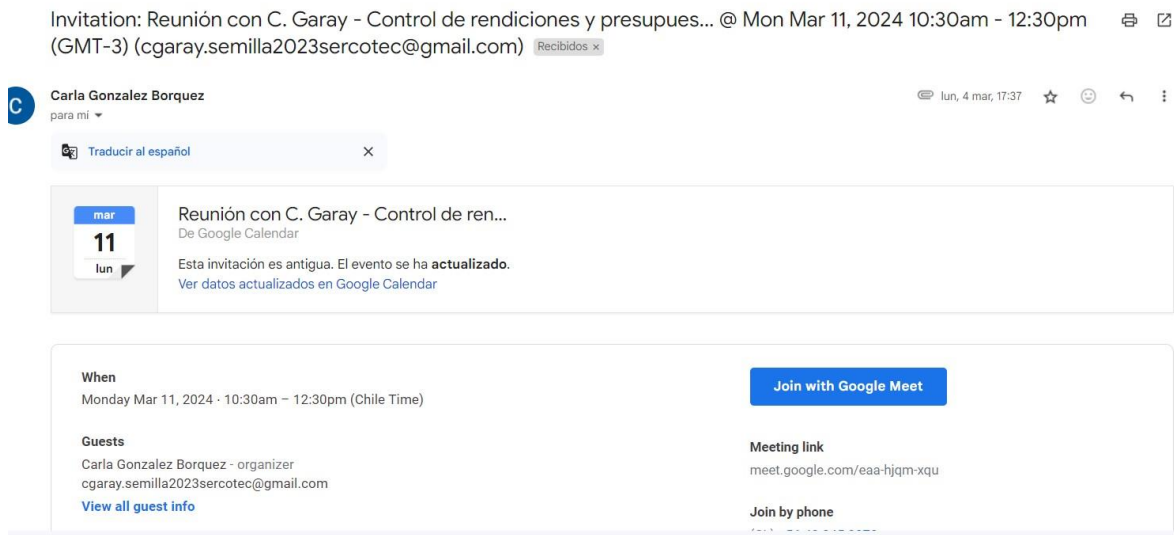 Invitation: Reunión con C. Garay - Control de rendiciones y presupues... @ Mon Mar 11, 2024 10:30am - 12:30pm
(GMT-3) (cgaray.semilla2023sercotec@gmail.com) Recibidos ×
C
Carla Gonzalez Borquez
lun, 4 mar, 17:37
para mí
Traducir al español
mar
11
lun
Reunión con C. Garay - Control de ren...
De Google Calendar
Esta invitación es antigua. El evento se ha actualizado.
Ver datos actualizados en Google Calendar
When
Monday Mar 11, 2024 · 10:30am – 12:30pm (Chile Time)
Guests
Carla Gonzalez Borquez - organizer
cgaray.semilla2023sercotec@gmail.com
View all guest info
Join with Google Meet
Meeting link
meet.google.com/eaa-hjqm-xqu
Join by phone